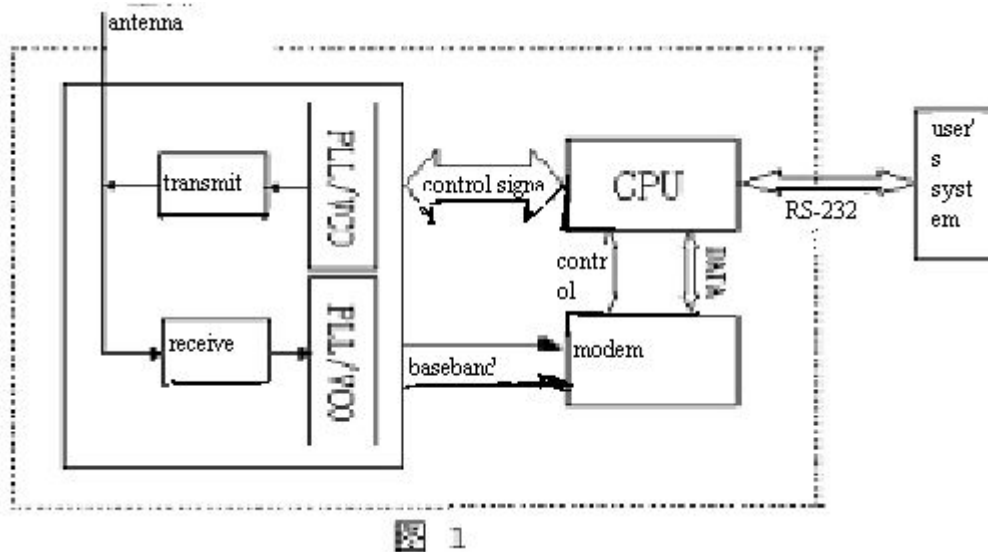 antenna
transmit
PLL/VCO
control signa
CPU
RS-232
user'
s
syst
em
contr
ol
DATA
receive
PLL/VCO
baseband
modem
图 1